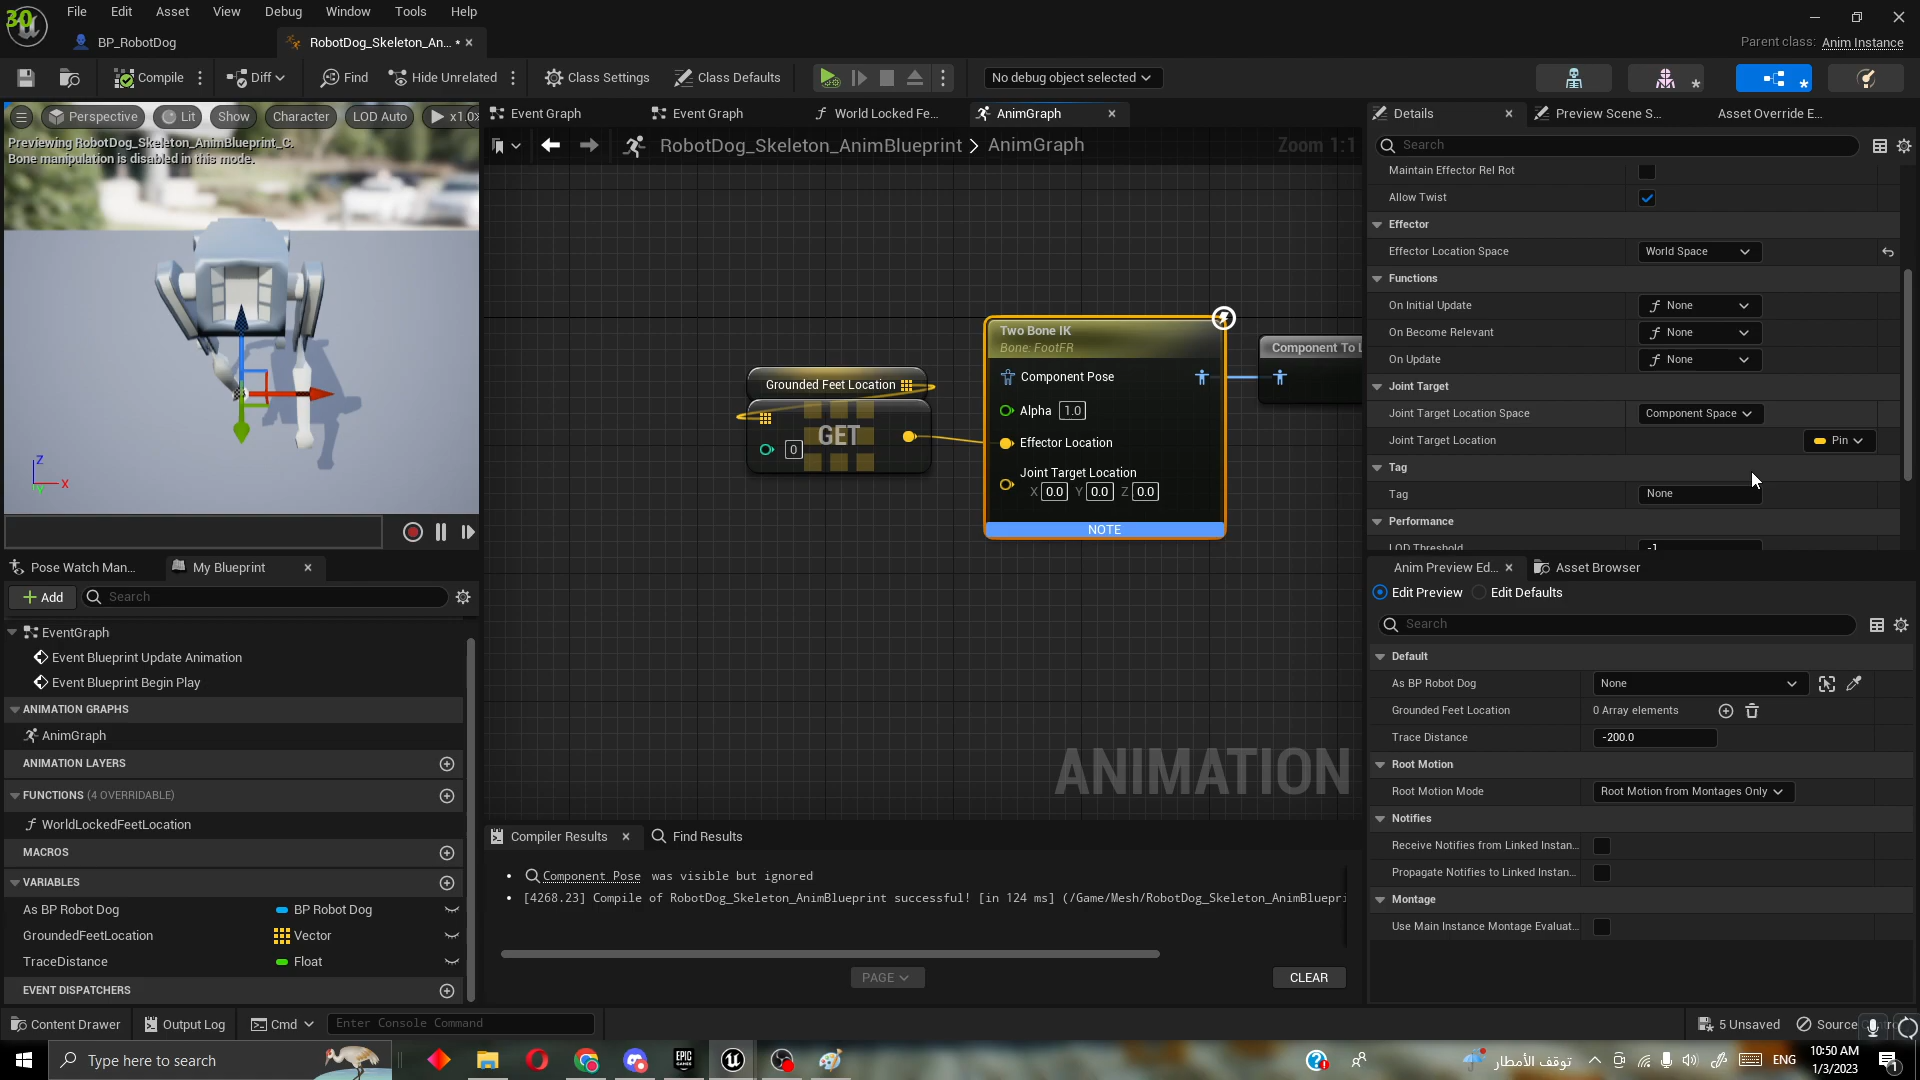 30
File Edit Asset View Debug Window Tools Help
BP_RobotDog
RobotDog_Skeleton_An... *
Parent class: Anim Instance
Compile
Diff
Find
Hide Unrelated
Class Settings
Class Defaults
No debug object selected
Perspective Lit Show Character LOD Auto x1.0
Previewing RobotDog_Skeleton_AnimBlueprint_C.
Bone manipulation is disabled in this mode.
Z
X
Event Graph
Event Graph
World Locked Fe...
AnimGraph
RobotDog_Skeleton_AnimBlueprint > AnimGraph
Zoom 1:1
Grounded Feet Location
GET
0
Two Bone IK
Bone: FootFR
Component Pose
Alpha 1.0
Effector Location
Joint Target Location
X 0.0 Y 0.0 Z 0.0
NOTE
Component To L
ANIMATION
Compiler Results
Find Results
• Component Pose was visible but ignored
• [4268.23] Compile of RobotDog_Skeleton_AnimBlueprint successful! [in 124 ms] (/Game/Mesh/RobotDog_Skeleton_AnimBluepri
PAGE
CLEAR
Pose Watch Man...
My Blueprint
Add
Search
EventGraph
Event Blueprint Update Animation
Event Blueprint Begin Play
ANIMATION GRAPHS
AnimGraph
ANIMATION LAYERS
FUNCTIONS (4 OVERRIDABLE)
WorldLockedFeetLocation
MACROS
VARIABLES
As BP Robot Dog BP Robot Dog
GroundedFeetLocation Vector
TraceDistance Float
EVENT DISPATCHERS
Details
Preview Scene S...
Asset Override E...
Search
Maintain Effector Rel Rot
Allow Twist
Effector
Effector Location Space World Space
Functions
On Initial Update None
On Become Relevant None
On Update None
Joint Target
Joint Target Location Space Component Space
Joint Target Location Pin
Tag
Tag None
Performance
LOD Threshold -1
Anim Preview Ed...
Asset Browser
Edit Preview Edit Defaults
Search
Default
As BP Robot Dog None
Grounded Feet Location 0 Array elements
Trace Distance -200.0
Root Motion
Root Motion Mode Root Motion from Montages Only
Notifies
Receive Notifies from Linked Instan...
Propagate Notifies to Linked Instan...
Montage
Use Main Instance Montage Evaluat...
Content Drawer
Output Log
Cmd
Enter Console Command
5 Unsaved
Source
Type here to search
EPIC GAMES
توقف الأمطار
ENG
10:50 AM
1/3/2023
1